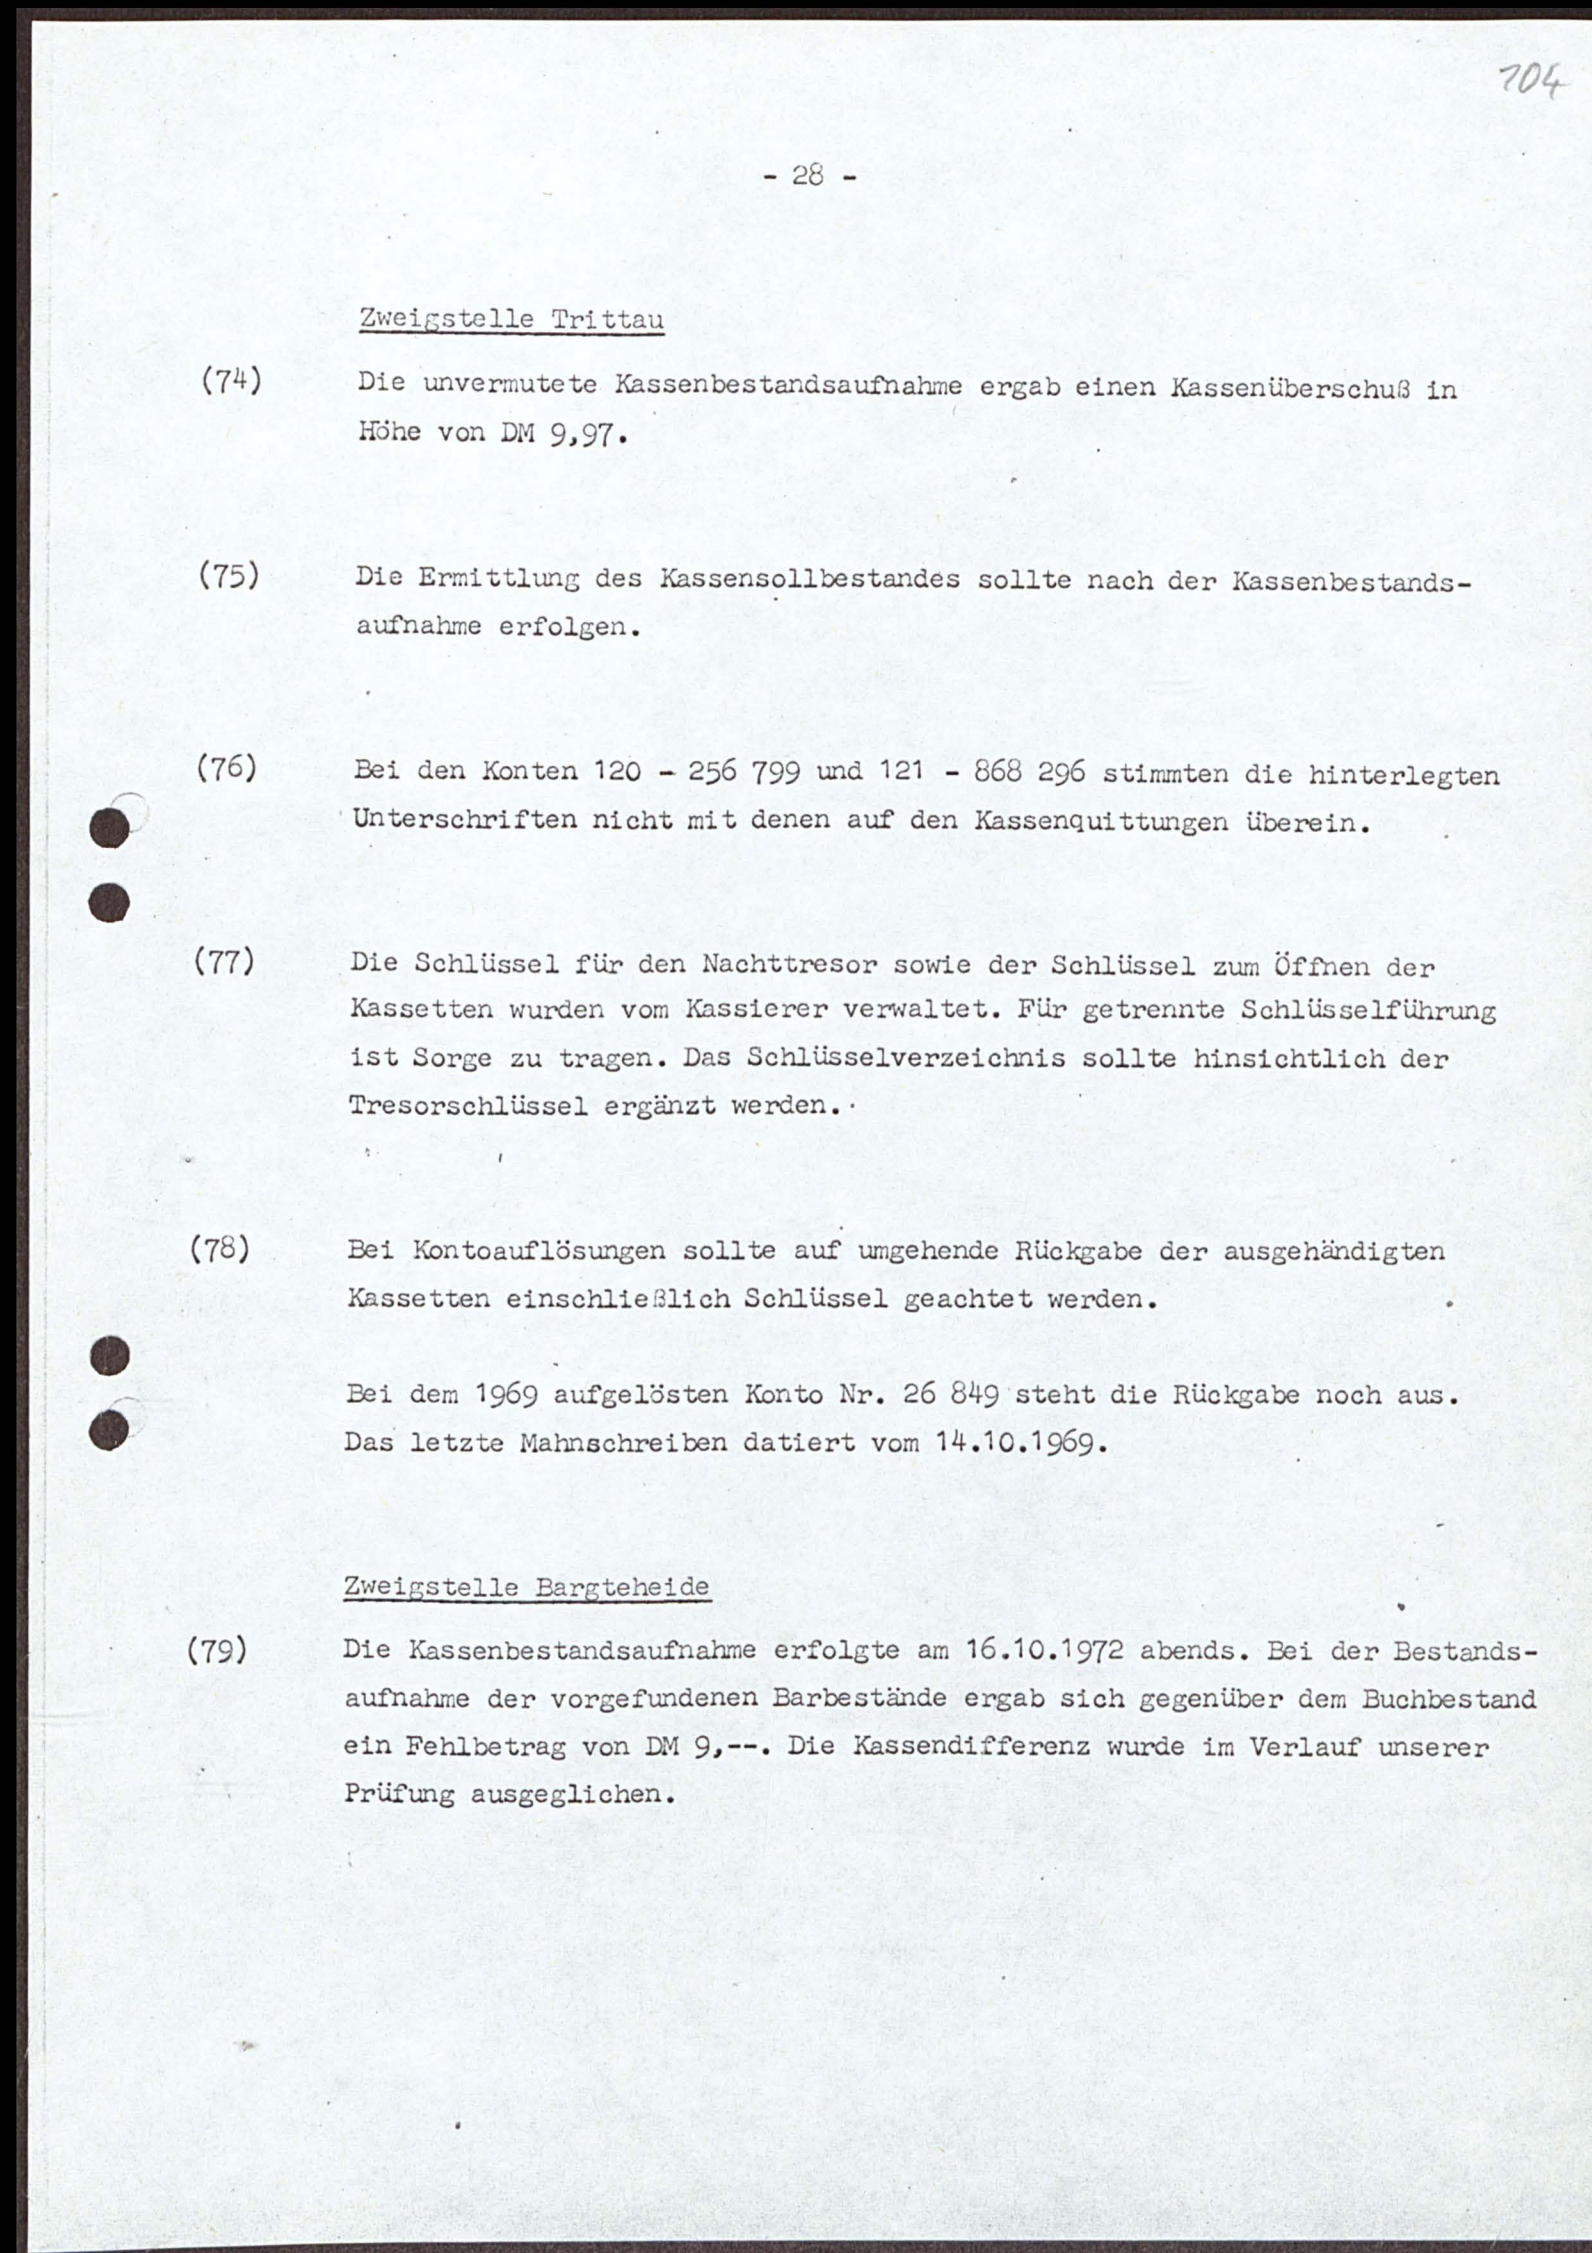 104
- 28 -
Zweigstelle Trittau
(74) Die unvermutete Kassenbestandsaufnahme ergab einen Kassenüberschuß in
Höhe von DM 9,97.
(75) Die Ermittlung des Kassensollbestandes sollte nach der Kassenbestands-
aufnahme erfolgen.
(76) Bei den Konten 120 - 256 799 und 121 - 868 296 stimmten die hinterlegten
Unterschriften nicht mit denen auf den Kassenquittungen überein.
(77) Die Schlüssel für den Nachttresor sowie der Schlüssel zum Öffnen der
Kassetten wurden vom Kassierer verwaltet. Für getrennte Schlüsselführung
ist Sorge zu tragen. Das Schlüsselverzeichnis sollte hinsichtlich der
Tresorschlüssel ergänzt werden.
(78) Bei Kontoauflösungen sollte auf umgehende Rückgabe der ausgehändigten
Kassetten einschließlich Schlüssel geachtet werden.
Bei dem 1969 aufgelösten Konto Nr. 26 849 steht die Rückgabe noch aus.
Das letzte Mahnschreiben datiert vom 14.10.1969.
Zweigstelle Bargteheide
(79) Die Kassenbestandsaufnahme erfolgte am 16.10.1972 abends. Bei der Bestands-
aufnahme der vorgefundenen Barbestände ergab sich gegenüber dem Buchbestand
ein Fehlbetrag von DM 9,--. Die Kassendifferenz wurde im Verlauf unserer
Prüfung ausgeglichen.